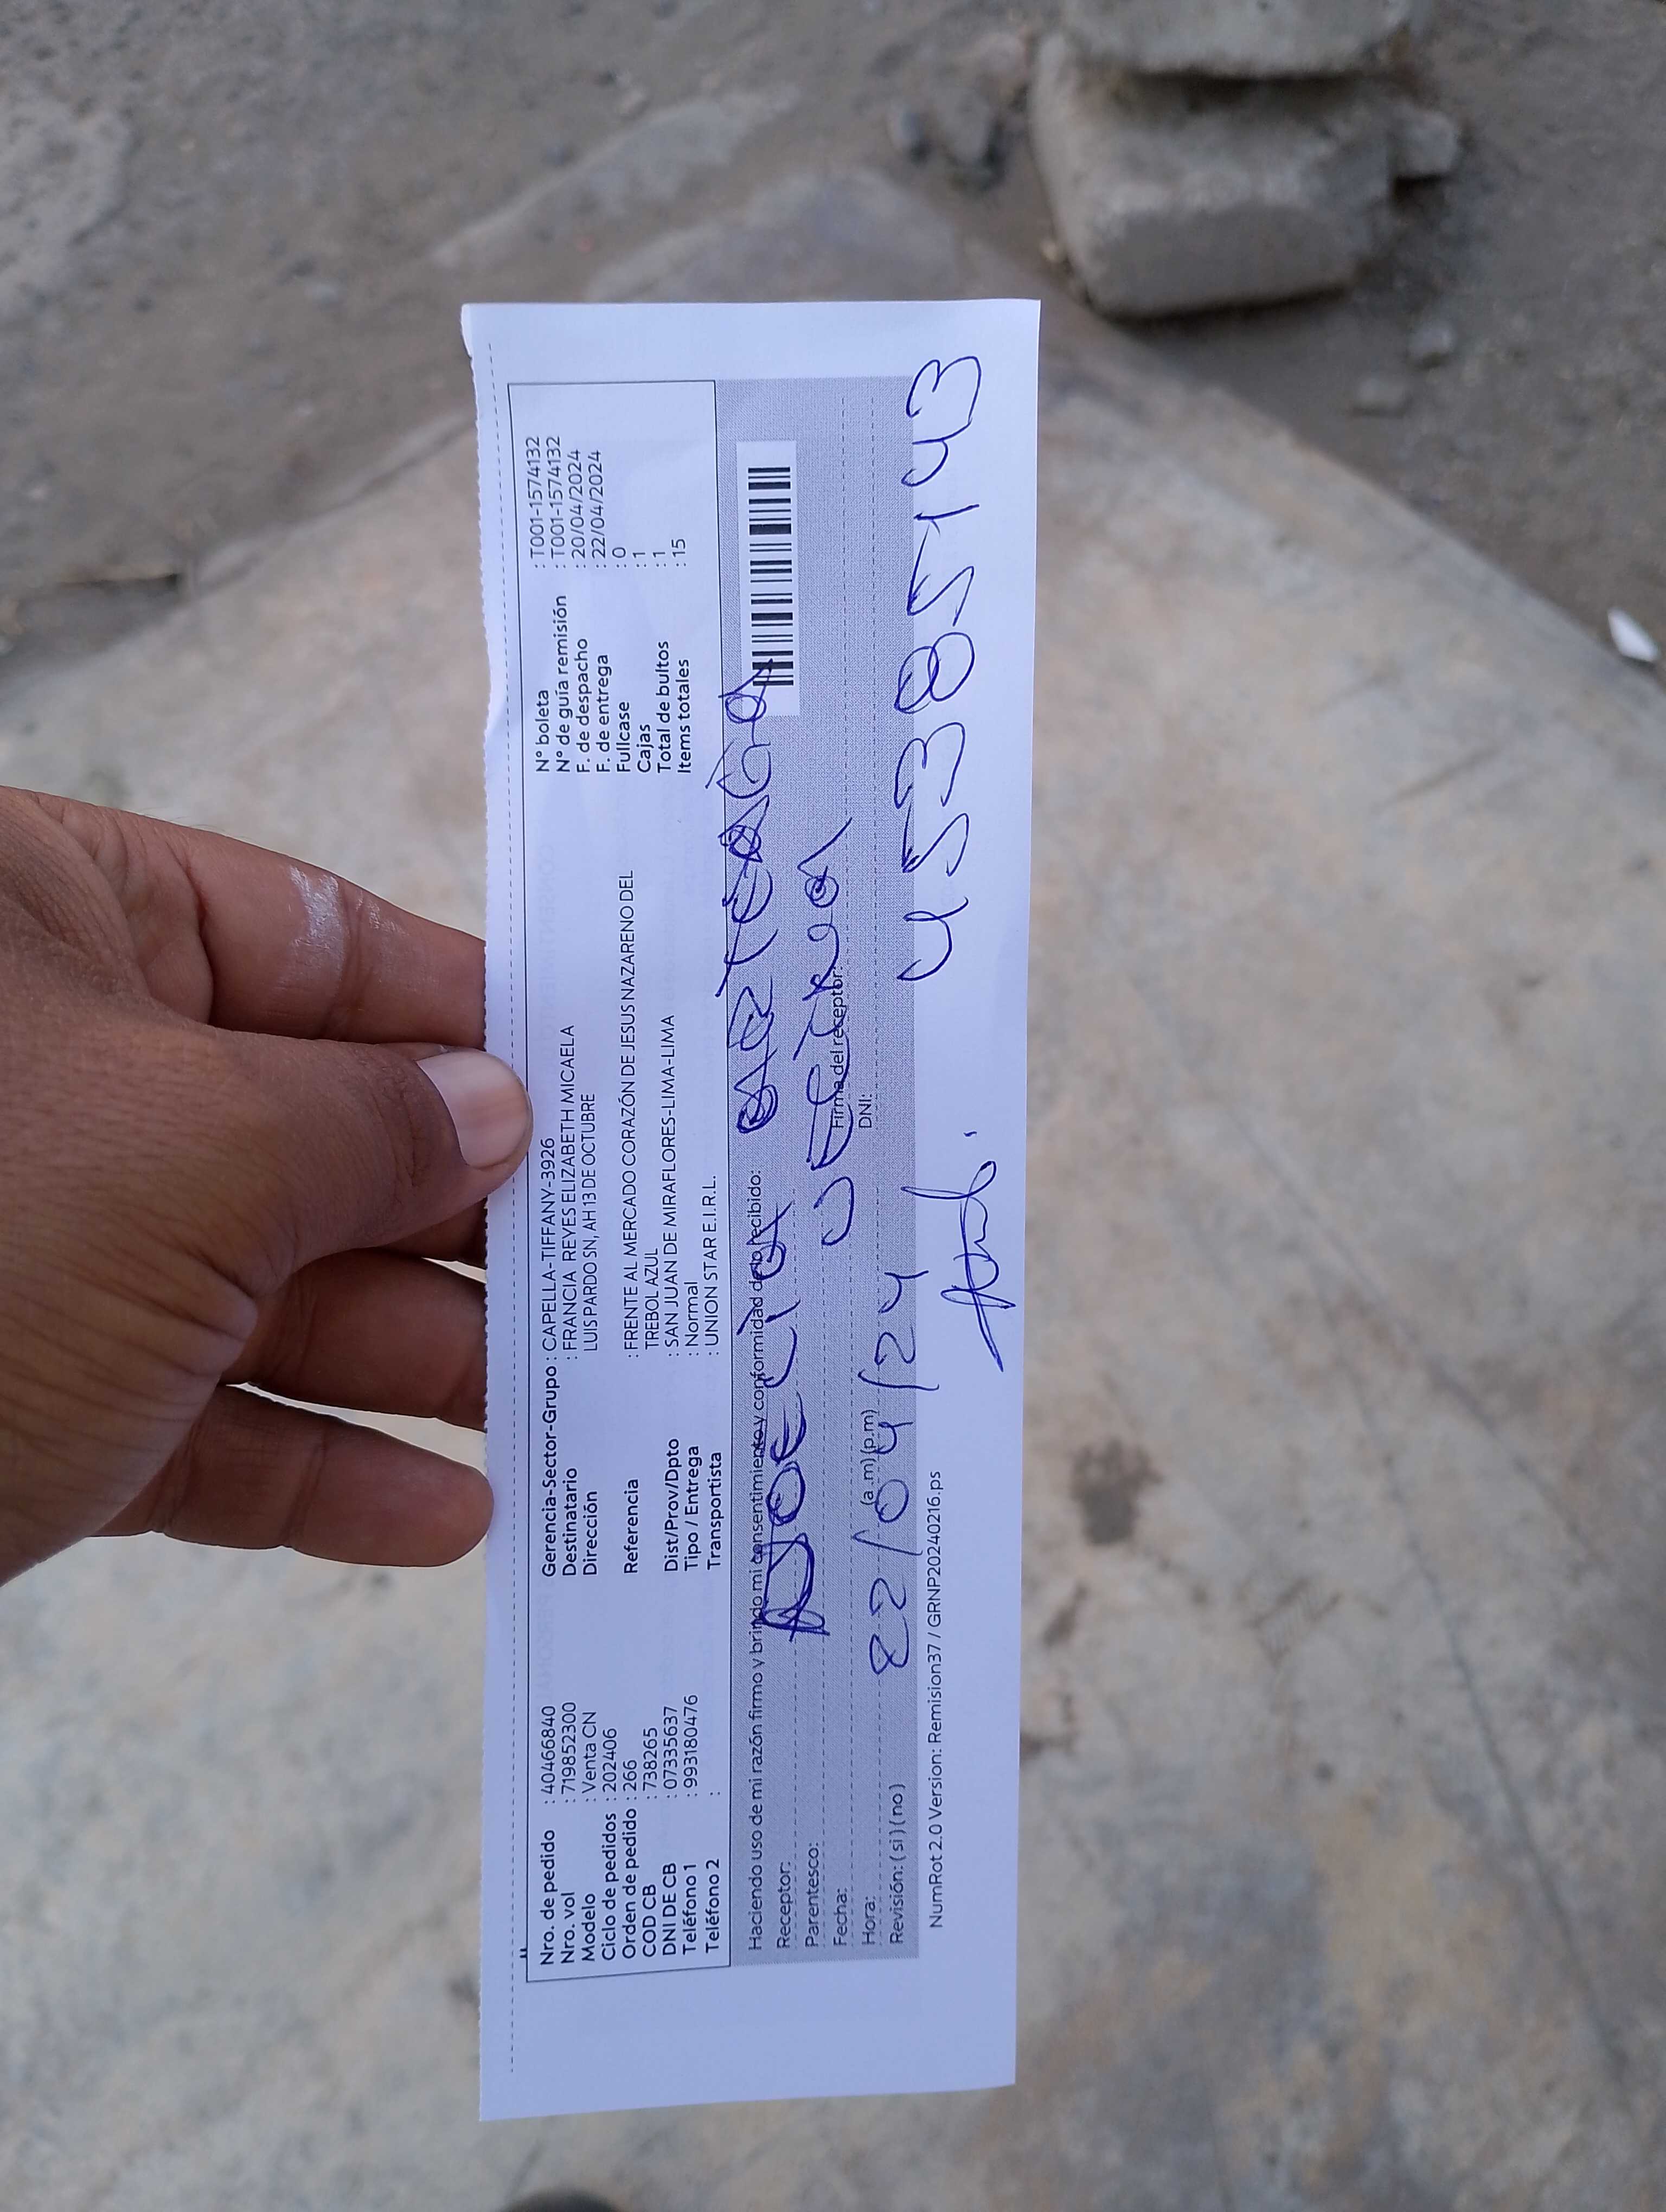 Nro. de pedido : 40466840
Nro. vol : 719852300
Modelo : Venta CN
Ciclo de pedidos : 202406
Orden de pedido : 266
COD CB : 738265
DNI DE CB : 07335637
Teléfono 1 : 993180476
Teléfono 2 :
Gerencia-Sector-Grupo : CAPELLA-TIFFANY-3926
Destinatario : FRANCIA REYES ELIZABETH MICAELA
Dirección LUIS PARDO SN, AH 13 DE OCTUBRE
Referencia : FRENTE AL MERCADO CORAZÓN DE JESUS NAZARENO DEL
TREBOL AZUL
Dist/Prov/Dpto : SAN JUAN DE MIRAFLORES-LIMA-LIMA
Tipo / Entrega : Normal
Transportista : UNION STAR E.I.R.L.
N° boleta : T001-1574132
N° de guía remisión : T001-1574132
F. de despacho : 20/04/2024
F. de entrega : 22/04/2024
Fullcase : 0
Cajas : 1
Total de bultos : 1
Items totales : 15
Haciendo uso de mi razón firmo y brindo mi consentimiento y conformidad de lo recibido:
Receptor:
Parentesco:
Fecha:
Hora: (a.m)(p.m)
Revisión: ( si ) ( no )
ARTEAGA
VECINA
Firma del receptor:
DNI:
22/04/24
45385143
NumRot 2.0 Version: Remision37 / GRNP20240216.ps